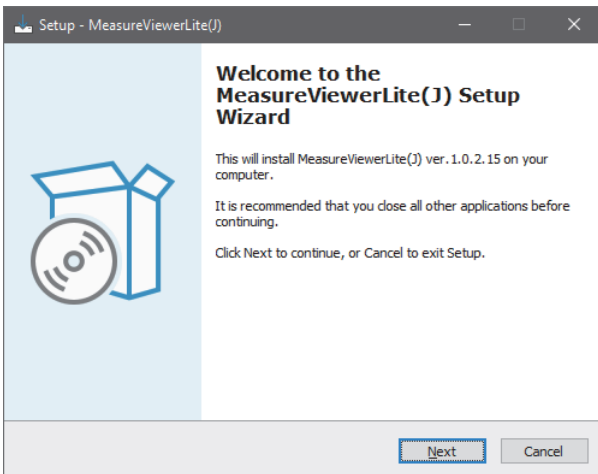 Setup - MeasureViewerLite(J)
Welcome to the
MeasureViewerLite(J) Setup
Wizard
This will install MeasureViewerLite(J) ver.1.0.2.15 on your
computer.
It is recommended that you close all other applications before
continuing.
Click Next to continue, or Cancel to exit Setup.
Next
Cancel